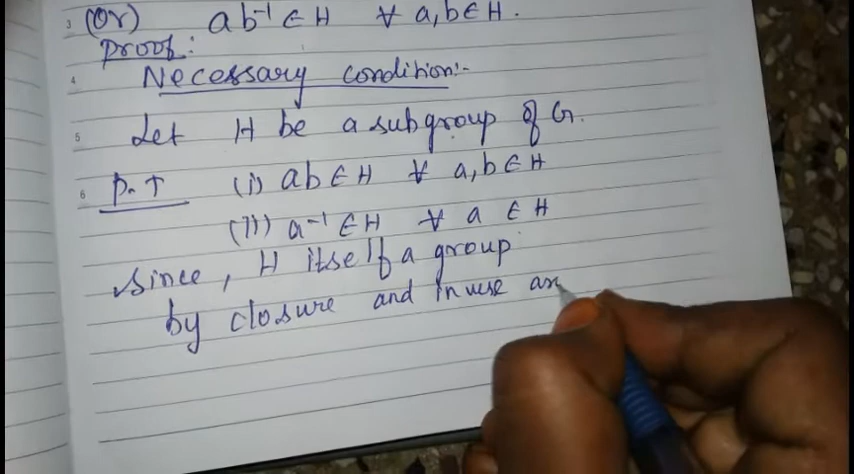 3 (Or) ab⁻¹ ∈ H ∀ a, b ∈ H.
Proof:
4 Necessary condition:-
5 Let H be a subgroup of G.
6 P.T (i) ab ∈ H ∀ a, b ∈ H
(ii) a⁻¹ ∈ H ∀ a ∈ H
Since, H itself a group
by closure and inverse ax